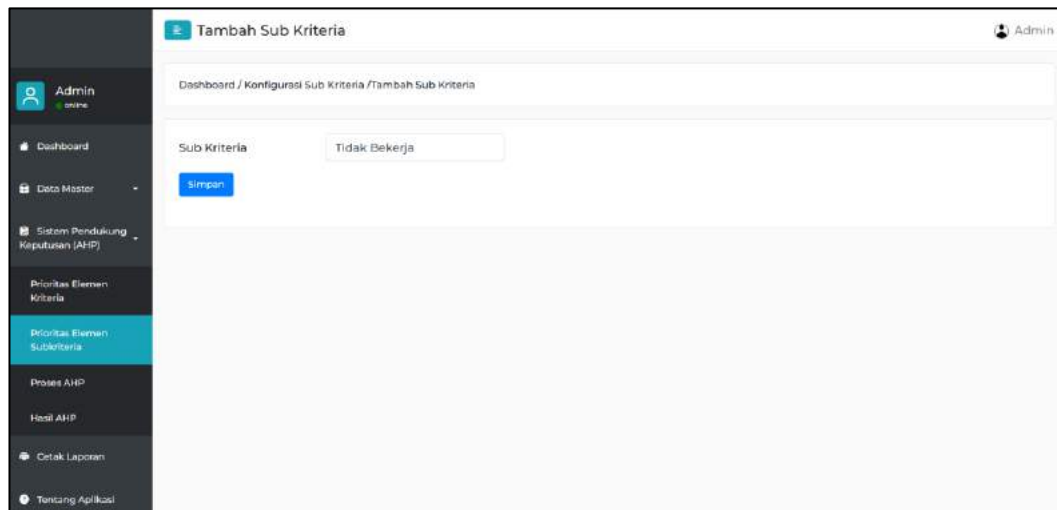 Tambah Sub Kriteria
Admin
Admin
online
Dashboard / Konfigurasi Sub Kriteria /Tambah Sub Kriteria
Dashboard
Sub Kriteria
Tidak Bekerja
Data Master
Simpan
Sistem Pendukung
Keputusan (AHP)
Prioritas Elemen
Kriteria
Prioritas Elemen
Subkriteria
Proses AHP
Hasil AHP
Cetak Laporan
Tentang Aplikasi